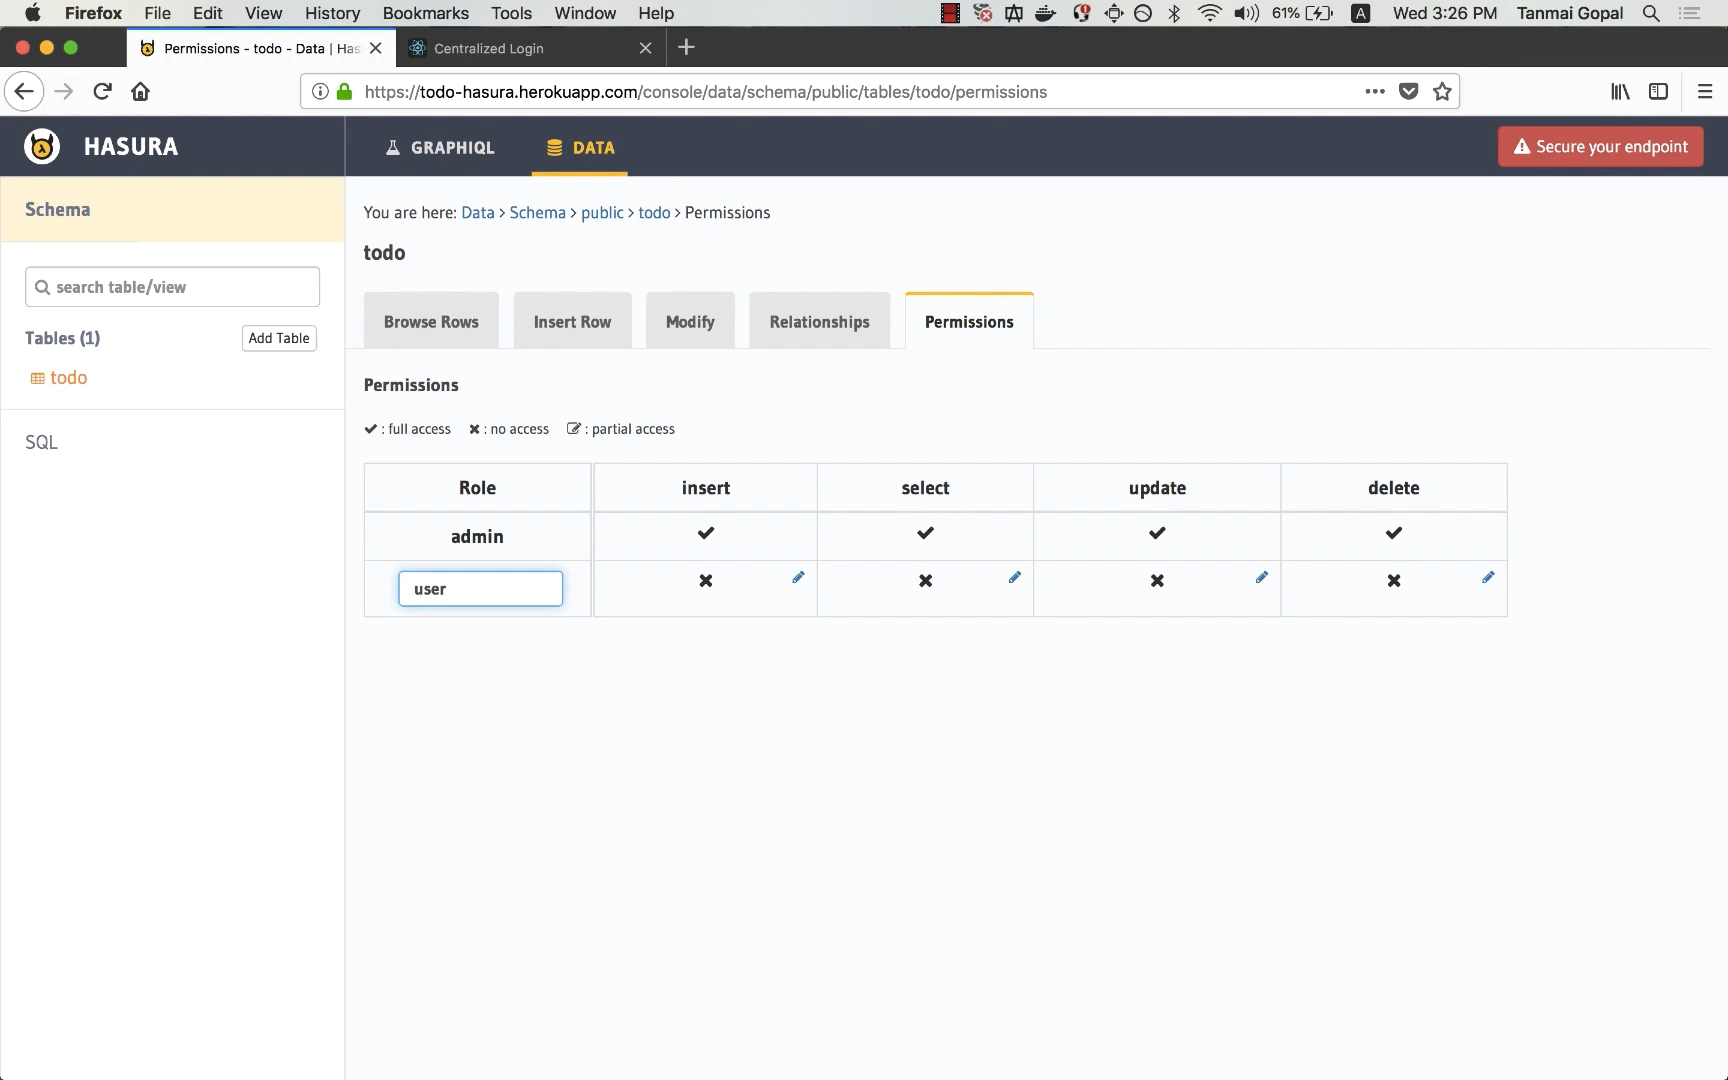 Firefox File Edit View History Bookmarks Tools Window Help 61% A Wed 3:26 PM Tanmai Gopal
Permissions - todo - Data | Has Centralized Login
https://todo-hasura.herokuapp.com/console/data/schema/public/tables/todo/permissions
HASURA GRAPHIQL DATA Secure your endpoint
Schema
You are here: Data > Schema > public > todo > Permissions
todo
search table/view
Browse Rows Insert Row Modify Relationships Permissions
Tables (1) Add Table
todo
Permissions
: full access : no access : partial access
SQL
Role insert select update delete
admin
user